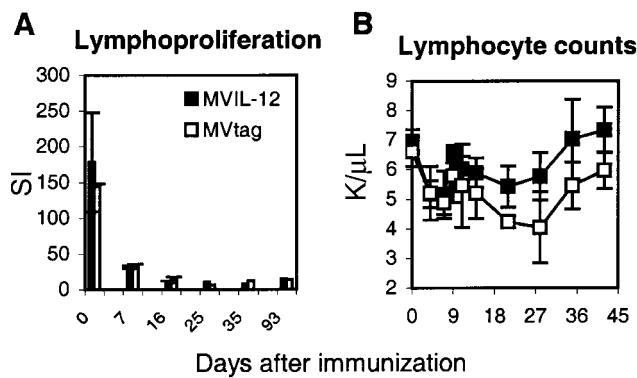 A
Lymphoproliferation
300
250
200
150
100
50
0
SI
MVIL-12
MVtag
0 7 16 25 35 93
B
Lymphocyte counts
9
8
7
6
5
4
3
2
K/μL
0 9 18 27 36 45
Days after immunization